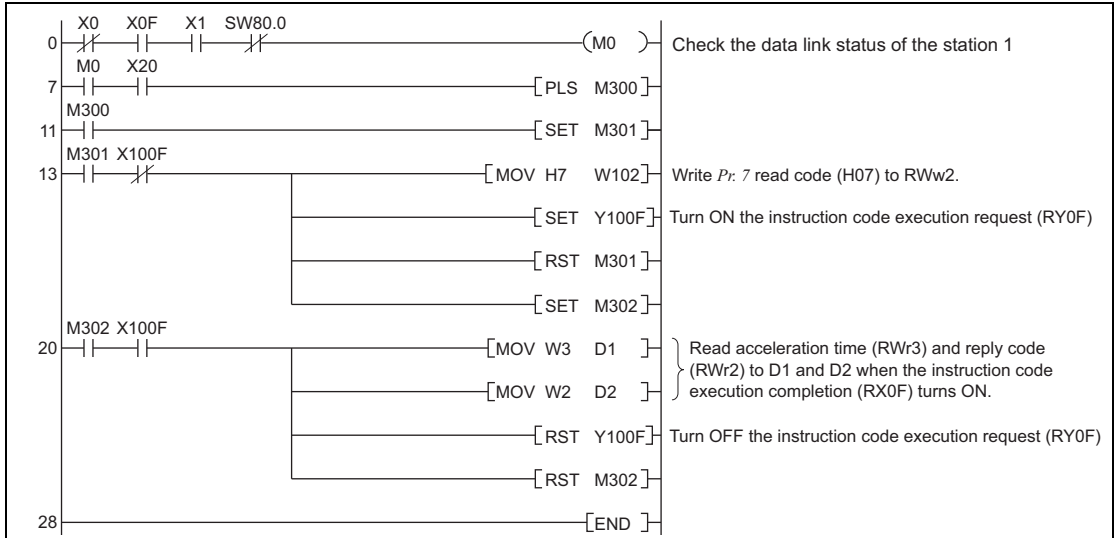 X0 X0F X1 SW80.0
0 (M0 ) Check the data link status of the station 1
M0 X20
7 [PLS M300]
M300
11 [SET M301]
M301 X100F
13 [MOV H7 W102] Write Pr. 7 read code (H07) to RWw2.
[SET Y100F] Turn ON the instruction code execution request (RY0F)
[RST M301]
[SET M302]
M302 X100F
20 [MOV W3 D1 ] Read acceleration time (RWr3) and reply code
(RWr2) to D1 and D2 when the instruction code
[MOV W2 D2 ] execution completion (RX0F) turns ON.
[RST Y100F] Turn OFF the instruction code execution request (RY0F)
[RST M302]
28 [END ]